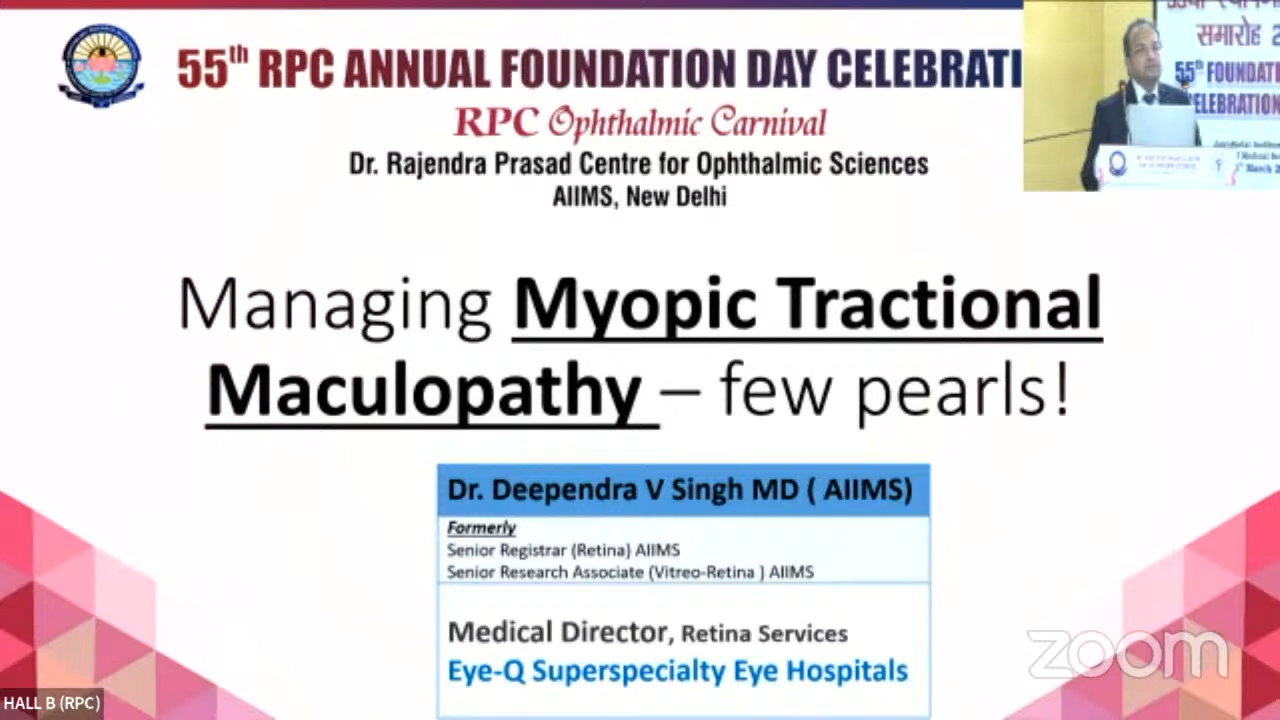 55th RPC ANNUAL FOUNDATION DAY CELEBRATI
RPC Ophthalmic Carnival
Dr. Rajendra Prasad Centre for Ophthalmic Sciences
AIIMS, New Delhi
समारोह 2
55th FOUNDATI
CELEBRATION
Managing Myopic Tractional
Maculopathy – few pearls!
Dr. Deependra V Singh MD ( AIIMS)
Formerly
Senior Registrar (Retina) AIIMS
Senior Research Associate (Vitreo-Retina ) AIIMS
Medical Director, Retina Services
Eye-Q Superspecialty Eye Hospitals
zoom
HALL B (RPC)